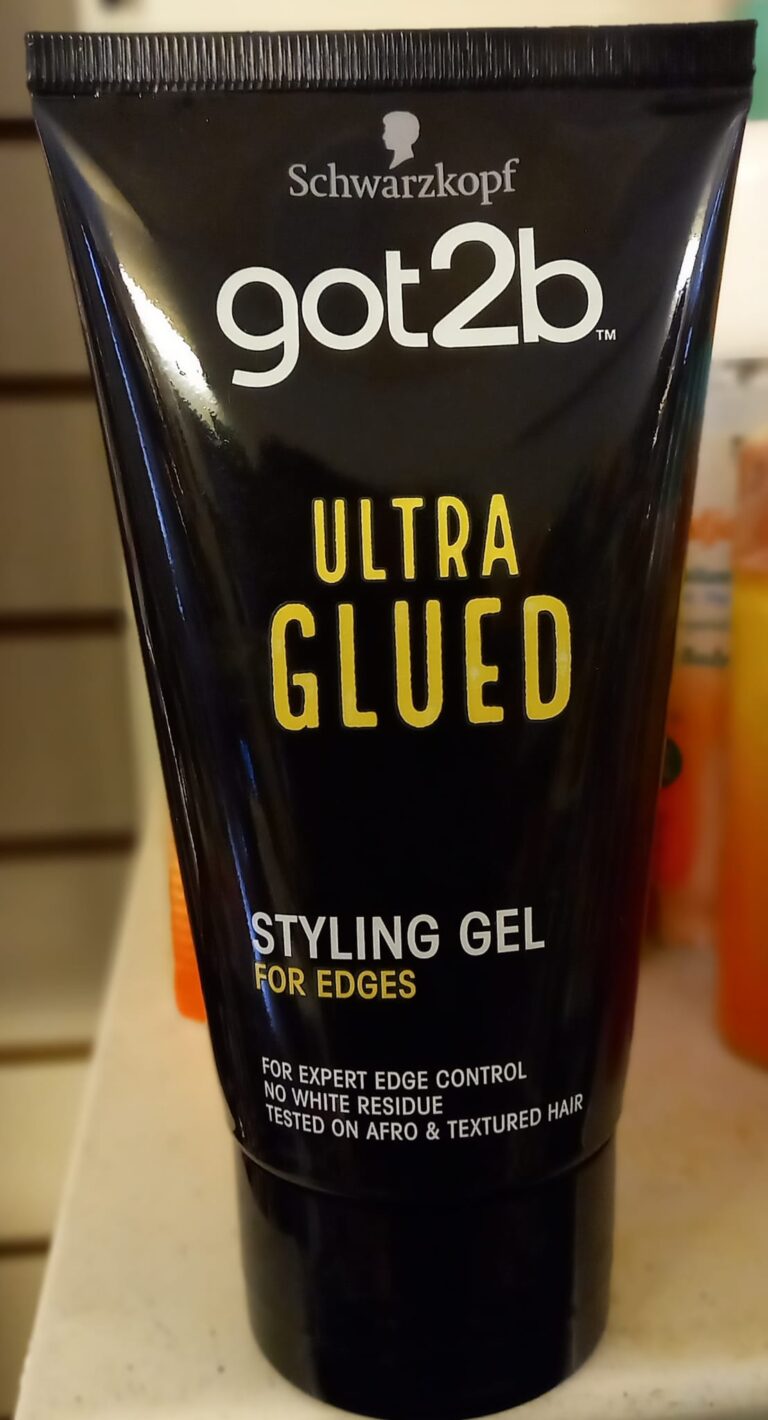 Schwarzkopf
got2b™
ULTRA
GLUED
STYLING GEL
FOR EDGES
FOR EXPERT EDGE CONTROL
NO WHITE RESIDUE
TESTED ON AFRO & TEXTURED HAIR